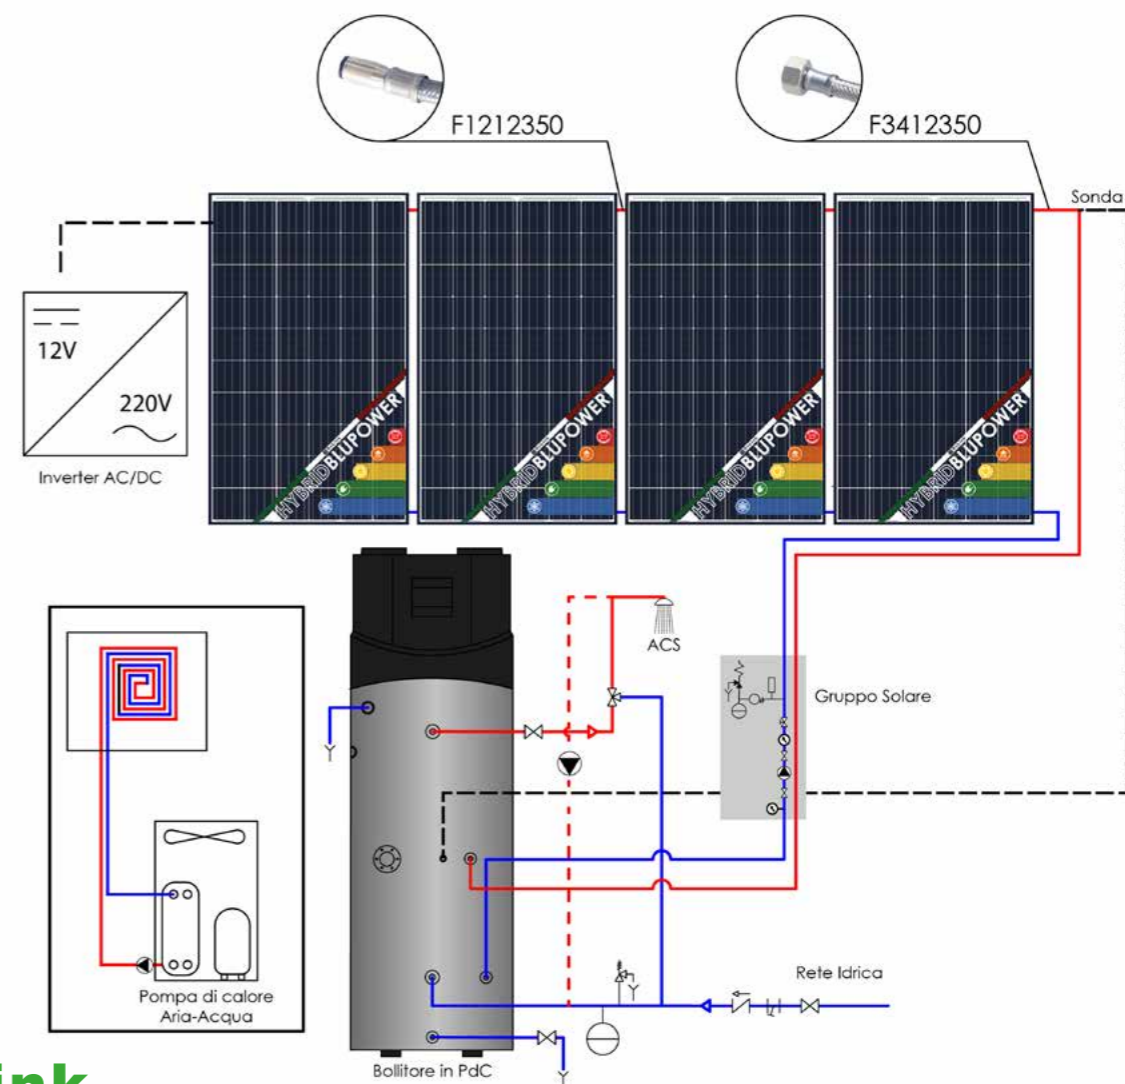 F1212350
F3412350
Sonda
12V
220V
Inverter AC/DC
HYBRIDBLUPOWER
HYBRIDBLUPOWER
HYBRIDBLUPOWER
HYBRIDBLUPOWER
ACS
Gruppo Solare
Rete Idrica
Pompa di calore
Aria-Acqua
Bollitore in PdC